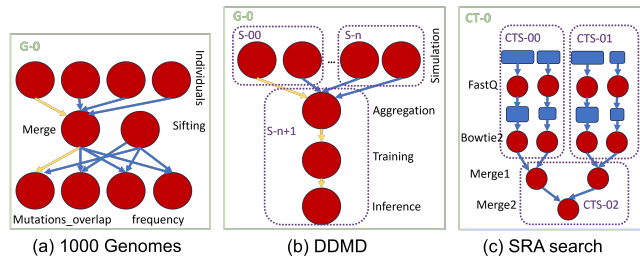 G-0
Individuals
Merge
Sifting
Mutations_overlap
frequency
(a) 1000 Genomes
G-0
S-00
S-n
...
Simulation
Aggregation
S-n+1
Training
Inference
(b) DDMD
CT-0
CTS-00
CTS-01
FastQ
Bowtie2
Merge1
Merge2
CTS-02
(c) SRA search